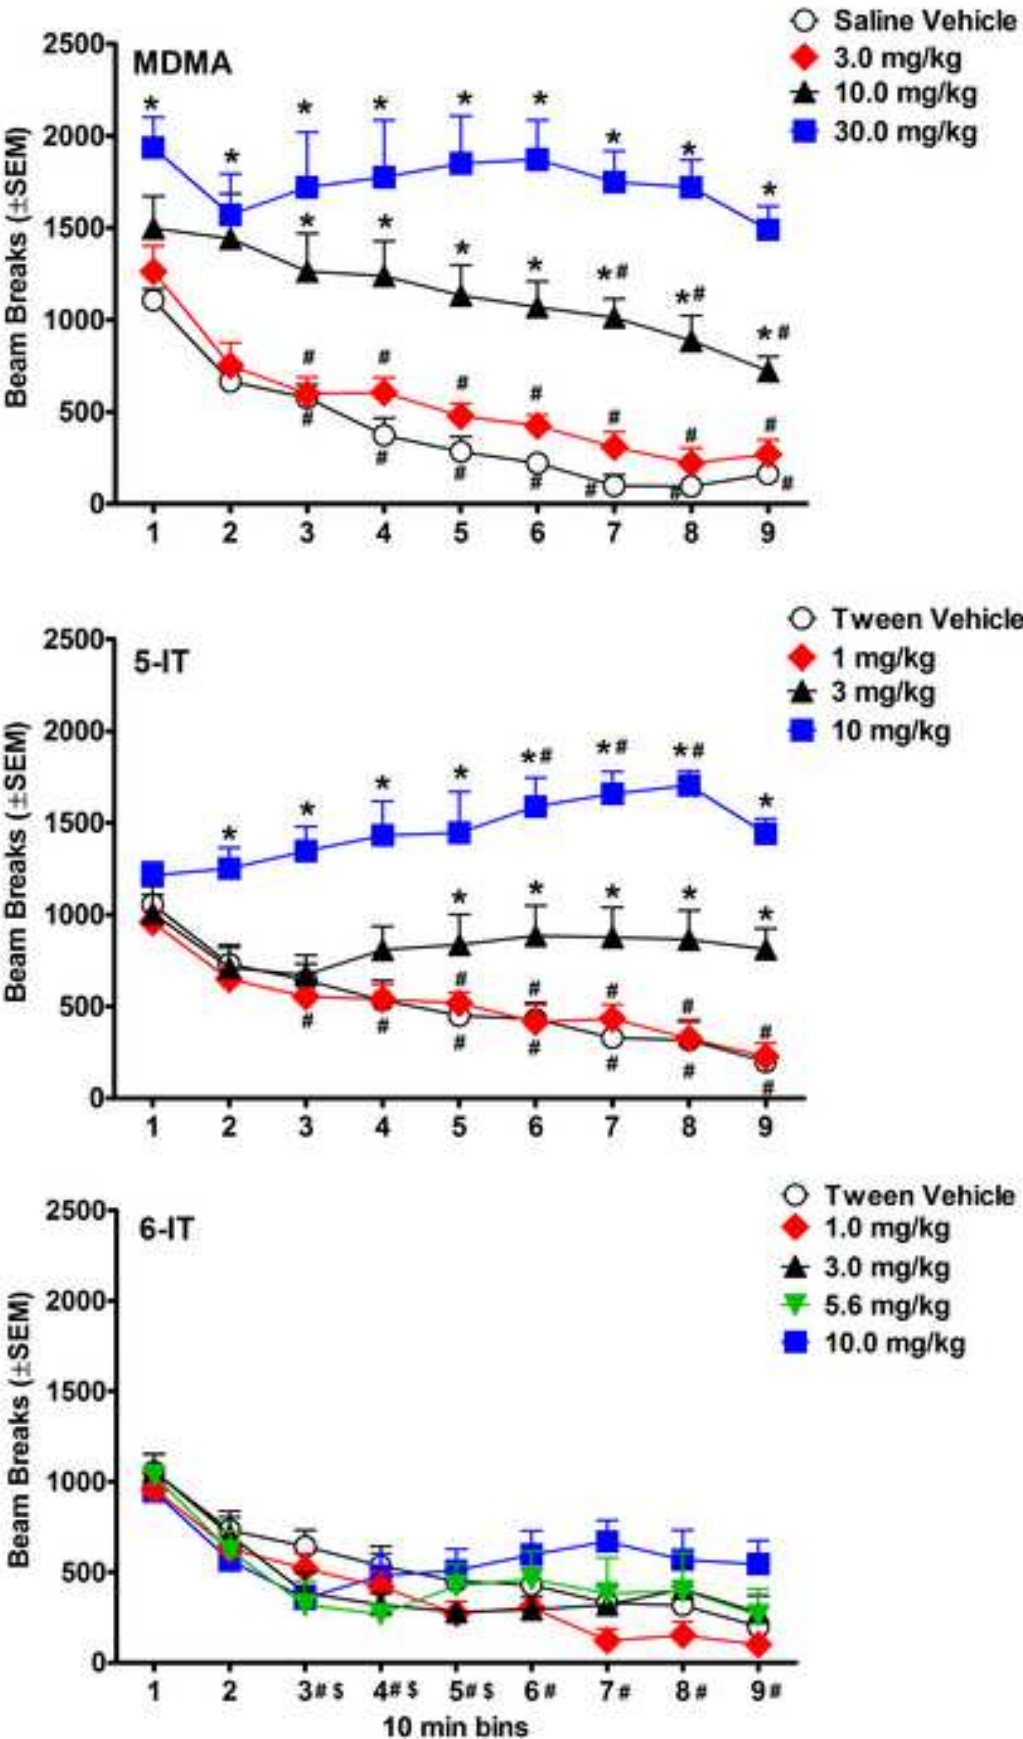 MDMA
Saline Vehicle
3.0 mg/kg
10.0 mg/kg
30.0 mg/kg
Beam Breaks (±SEM)
2500
* * * * * *
2000
* * * *
1500
* * * * *# *# *#
1000
# # # # # # #
500
# # # # # # #
0
1 2 3 4 5 6 7 8 9
5-IT
Tween Vehicle
1 mg/kg
3 mg/kg
10 mg/kg
Beam Breaks (±SEM)
2500
2000
* * * * *# *# *# *
1500
* * * * *
1000
# # # # #
500
# # # # # # #
0
1 2 3 4 5 6 7 8 9
6-IT
Tween Vehicle
1.0 mg/kg
3.0 mg/kg
5.6 mg/kg
10.0 mg/kg
Beam Breaks (±SEM)
2500
2000
1500
1000
500
0
1 2 3# $ 4# $ 5# $ 6# 7# 8# 9#
10 min bins